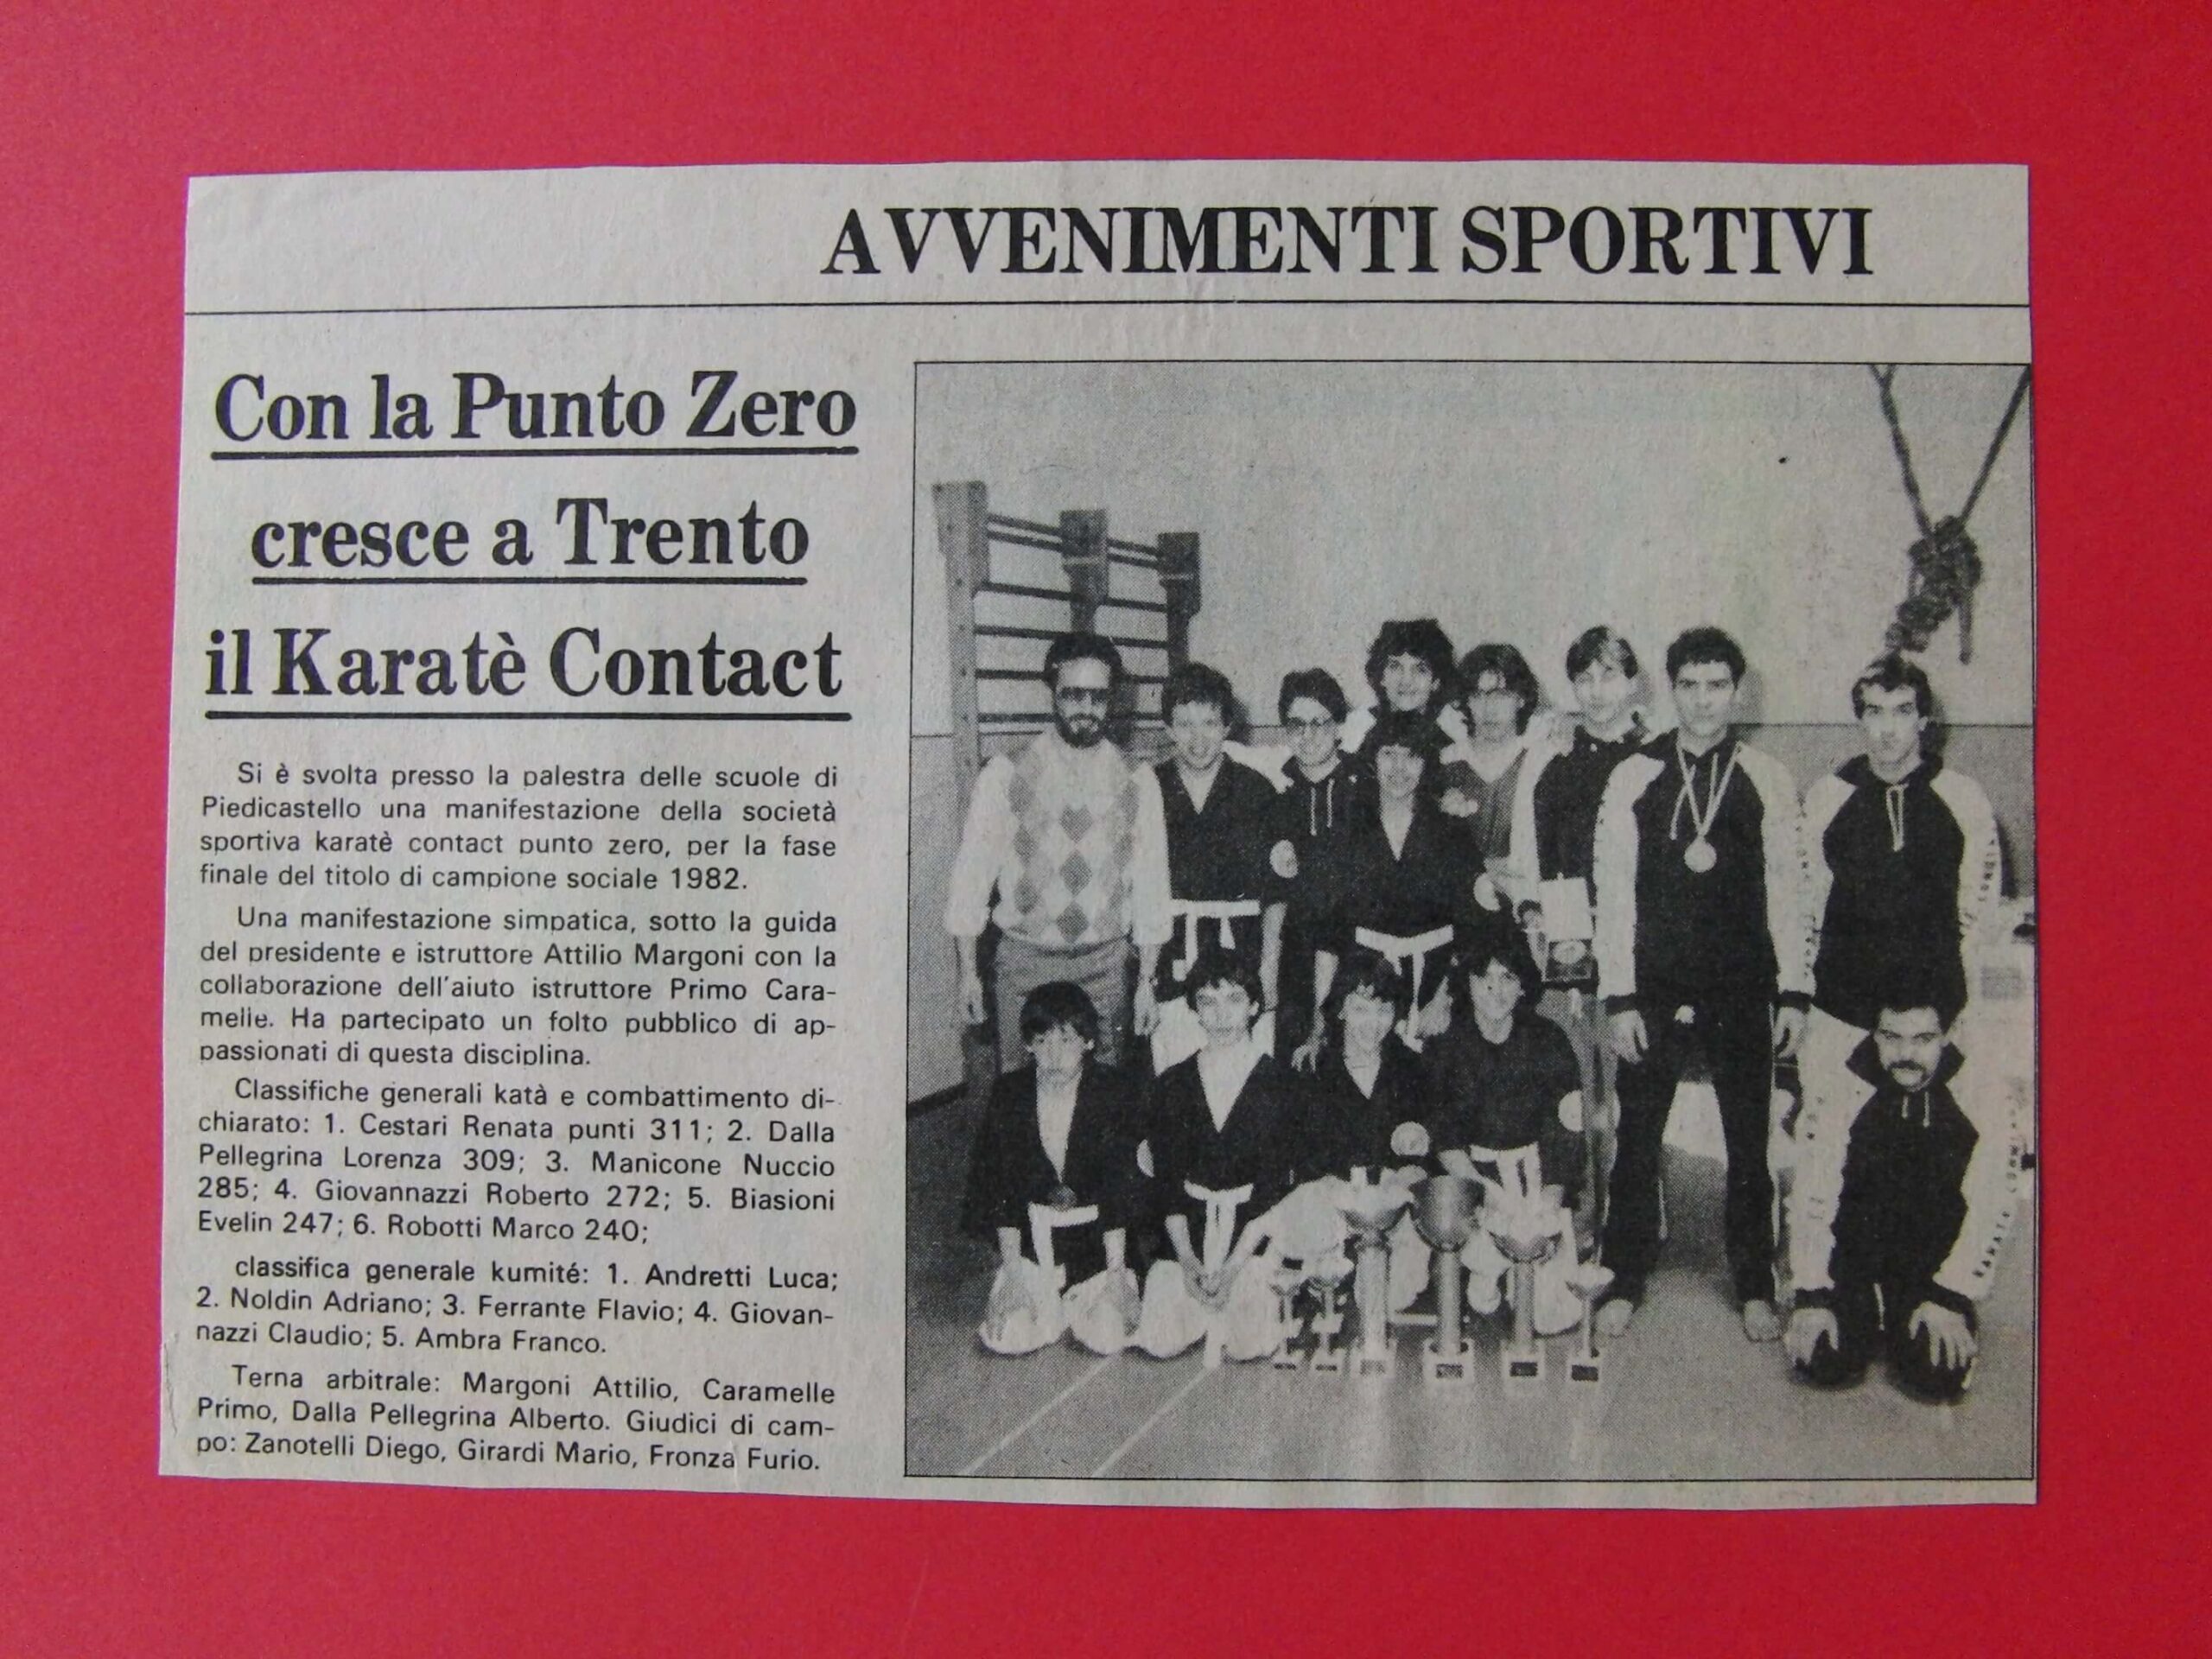 AVVENIMENTI SPORTIVI
Con la Punto Zero
cresce a Trento
il Karatè Contact
Si è svolta presso la palestra delle scuole di
Piedicastello una manifestazione della società
sportiva karatè contact punto zero, per la fase
finale del titolo di campione sociale 1982.
Una manifestazione simpatica, sotto la guida
del presidente e istruttore Attilio Margoni con la
collaborazione dell'aiuto istruttore Primo Cara-
melle. Ha partecipato un folto pubblico di ap-
passionati di questa disciplina.
Classifiche generali katà e combattimento di-
chiarato: 1. Cestari Renata punti 311; 2. Dalla
Pellegrina Lorenza 309; 3. Manicone Nuccio
285; 4. Giovannazzi Roberto 272; 5. Biasioni
Evelin 247; 6. Robotti Marco 240;
classifica generale kumité: 1. Andretti Luca;
2. Noldin Adriano; 3. Ferrante Flavio; 4. Giovan-
nazzi Claudio; 5. Ambra Franco.
Terna arbitrale: Margoni Attilio, Caramelle
Primo, Dalla Pellegrina Alberto. Giudici di cam-
po: Zanotelli Diego, Girardi Mario, Fronza Furio.
KARATE